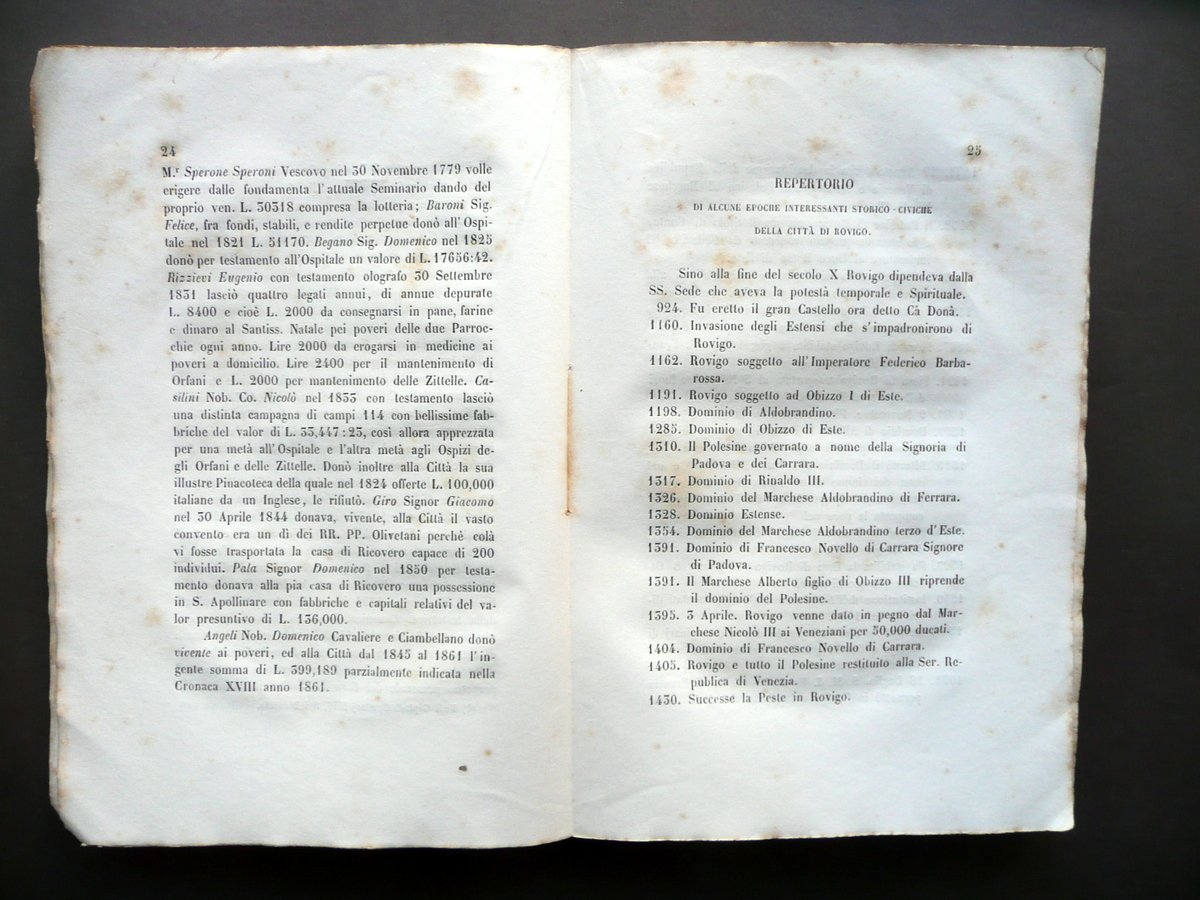 24
M.r Sperone Speroni Vescovo nel 30 Novembre 1779 volle
erigere dalle fondamenta l'attuale Seminario dando del
proprio ven. L. 30318 compresa la lotteria; Baroni Sig.
Felice, fra fondi, stabili, e rendite perpetue donò all'Ospi-
tale nel 1821 L. 51170. Begano Sig. Domenico nel 1825
donò per testamento all'Ospitale un valore di L. 17656:42.
Rizzievi Eugenio con testamento olografo 30 Settembre
1831 lasciò quattro legati annui, di annue depurate
L. 8400 e cioè L. 2000 da consegnarsi in pane, farine
e dinaro al Santiss. Natale pei poveri delle due Parroc-
chie ogni anno. Lire 2000 da erogarsi in medicine ai
poveri a domicilio. Lire 2400 per il mantenimento di
Orfani e L. 2000 per mantenimento delle Zittelle. Ca-
silini Nob. Co. Nicolò nel 1833 con testamento lasciò
una distinta campagna di campi 114 con bellissime fab-
briche del valor di L. 33,447:23, così allora apprezzata
per una metà all'Ospitale e l'altra metà agli Ospizi de-
gli Orfani e delle Zittelle. Donò inoltre alla Città la sua
illustre Pinacoteca della quale nel 1824 offerte L. 100,000
italiane da un Inglese, le rifiutò. Giro Signor Giacomo
nel 30 Aprile 1844 donava, vivente, alla Città il vasto
convento era un dì dei RR. PP. Olivetani perchè colà
vi fosse trasportata la casa di Ricovero capace di 200
individui. Pala Signor Domenico nel 1850 per testa-
mento donava alla pia casa di Ricovero una possessione
in S. Apollinare con fabbriche e capitali relativi del va-
lor presuntivo di L. 136,000.
Angeli Nob. Domenico Cavaliere e Ciambellano donò
vivente ai poveri, ed alla Città dal 1845 al 1861 l'in-
gente somma di L. 399,189 parzialmente indicata nella
Cronaca XVIII anno 1861.
25
REPERTORIO
DI ALCUNE EPOCHE INTERESSANTI STORICO-CIVICHE
DELLA CITTÀ DI ROVIGO.
Sino alla fine del secolo X Rovigo dipendeva dalla
SS. Sede che aveva la potestà temporale e Spirituale.
924. Fu eretto il gran Castello ora detto Cà Donà.
1160. Invasione degli Estensi che s'impadronirono di
Rovigo.
1162. Rovigo soggetto all'Imperatore Federico Barba-
rossa.
1191. Rovigo soggetto ad Obizzo I di Este.
1198. Dominio di Aldobrandino.
1285. Dominio di Obizzo di Este.
1310. Il Polesine governato a nome della Signoria di
Padova e dei Carrara.
1317. Dominio di Rinaldo III.
1326. Dominio del Marchese Aldobrandino di Ferrara.
1328. Dominio Estense.
1354. Dominio del Marchese Aldobrandino terzo d'Este.
1391. Dominio di Francesco Novello di Carrara Signore
di Padova.
1391. Il Marchese Alberto figlio di Obizzo III riprende
il dominio del Polesine.
1395. 3 Aprile. Rovigo venne dato in pegno dal Mar-
chese Nicolò III ai Veneziani per 50,000 ducati.
1404. Dominio di Francesco Novello di Carrara.
1405. Rovigo e tutto il Polesine restituito alla Ser. Re-
pubblica di Venezia.
1430. Successe la Peste in Rovigo.